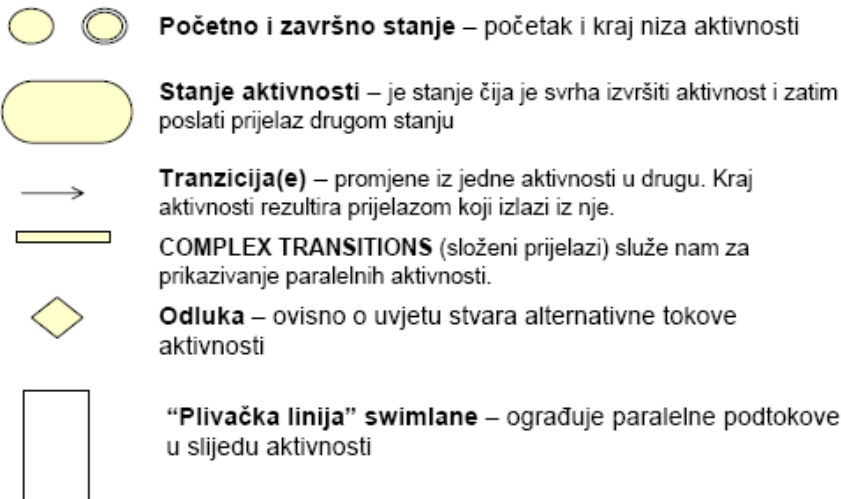 Početno i završno stanje – početak i kraj niza aktivnosti
Stanje aktivnosti – je stanje čija je svrha izvršiti aktivnost i zatim
poslati prijelaz drugom stanju
Tranzicija(e) – promjene iz jedne aktivnosti u drugu. Kraj
aktivnosti rezultira prijelazom koji izlazi iz nje.
COMPLEX TRANSITIONS (složeni prijelazi) služe nam za
prikazivanje paralelnih aktivnosti.
Odluka – ovisno o uvjetu stvara alternativne tokove
aktivnosti
“Plivačka linija” swimlane – ograđuje paralelne podtokove
u slijedu aktivnosti